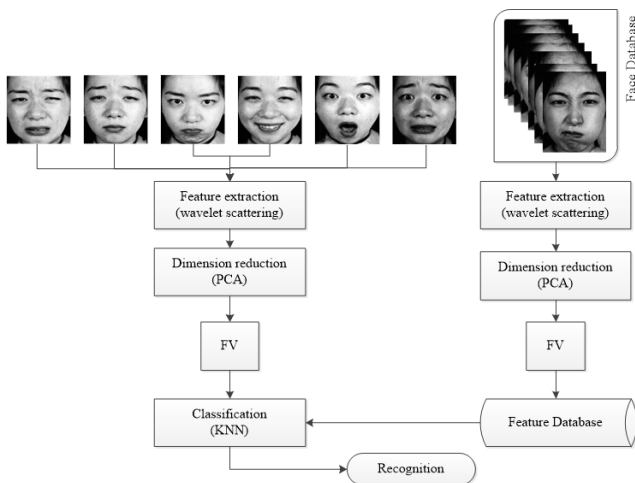 Face Database
Feature extraction
(wavelet scattering)
Dimension reduction
(PCA)
FV
Classification
(KNN)
Recognition
Feature extraction
(wavelet scattering)
Dimension reduction
(PCA)
FV
Feature Database